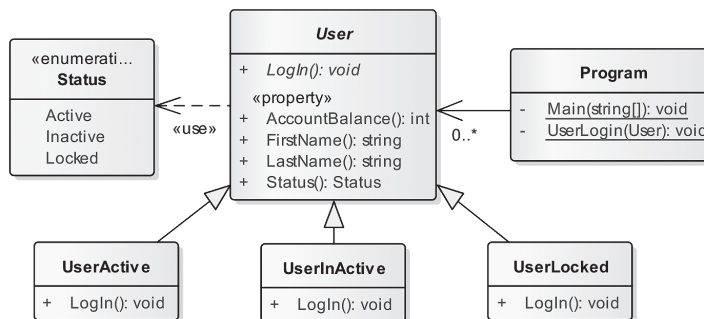 User
+ LogIn(): void
«property»
+ AccountBalance(): int
+ FirstName(): string
+ LastName(): string
+ Status(): Status
«enumerati...
Status
Active
Inactive
Locked
«use»
0..*
Program
- Main(string[]): void
- UserLogin(User): void
UserActive
+ LogIn(): void
UserInActive
+ LogIn(): void
UserLocked
+ LogIn(): void